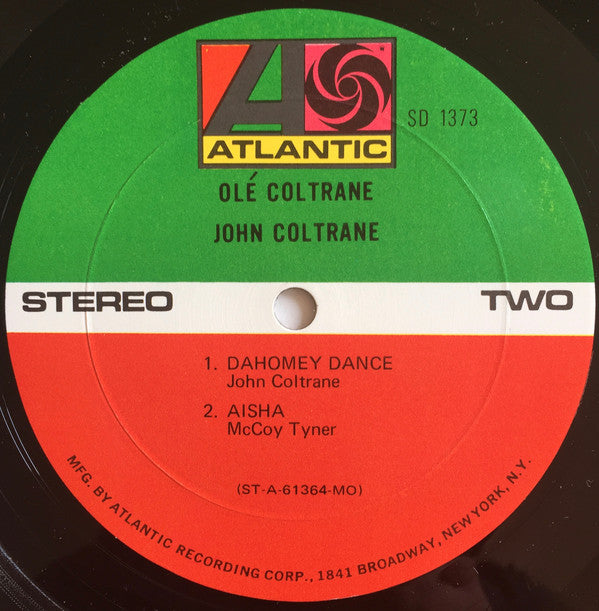 ATLANTIC
SD 1373
OLÉ COLTRANE
JOHN COLTRANE
STEREO
TWO
1. DAHOMEY DANCE
John Coltrane
2. AISHA
McCoy Tyner
(ST-A-61364-MO)
MFG. BY ATLANTIC RECORDING CORP., 1841 BROADWAY, NEW YORK, N.Y.